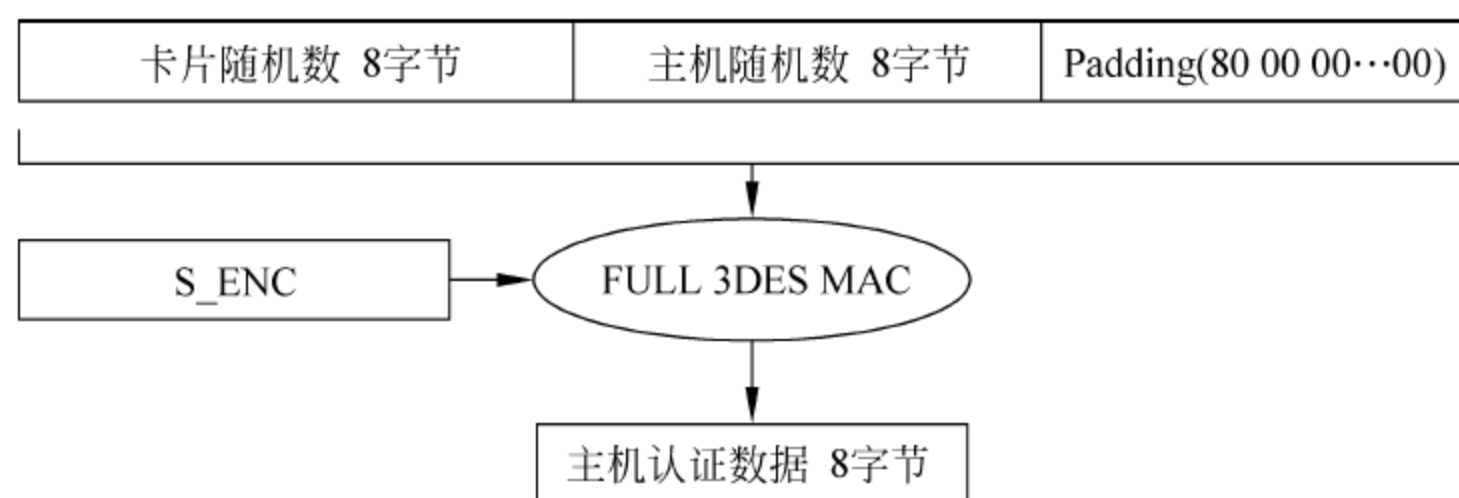 卡片随机数 8字节
主机随机数 8字节
Padding(80 00 00…00)
S_ENC
FULL 3DES MAC
主机认证数据 8字节